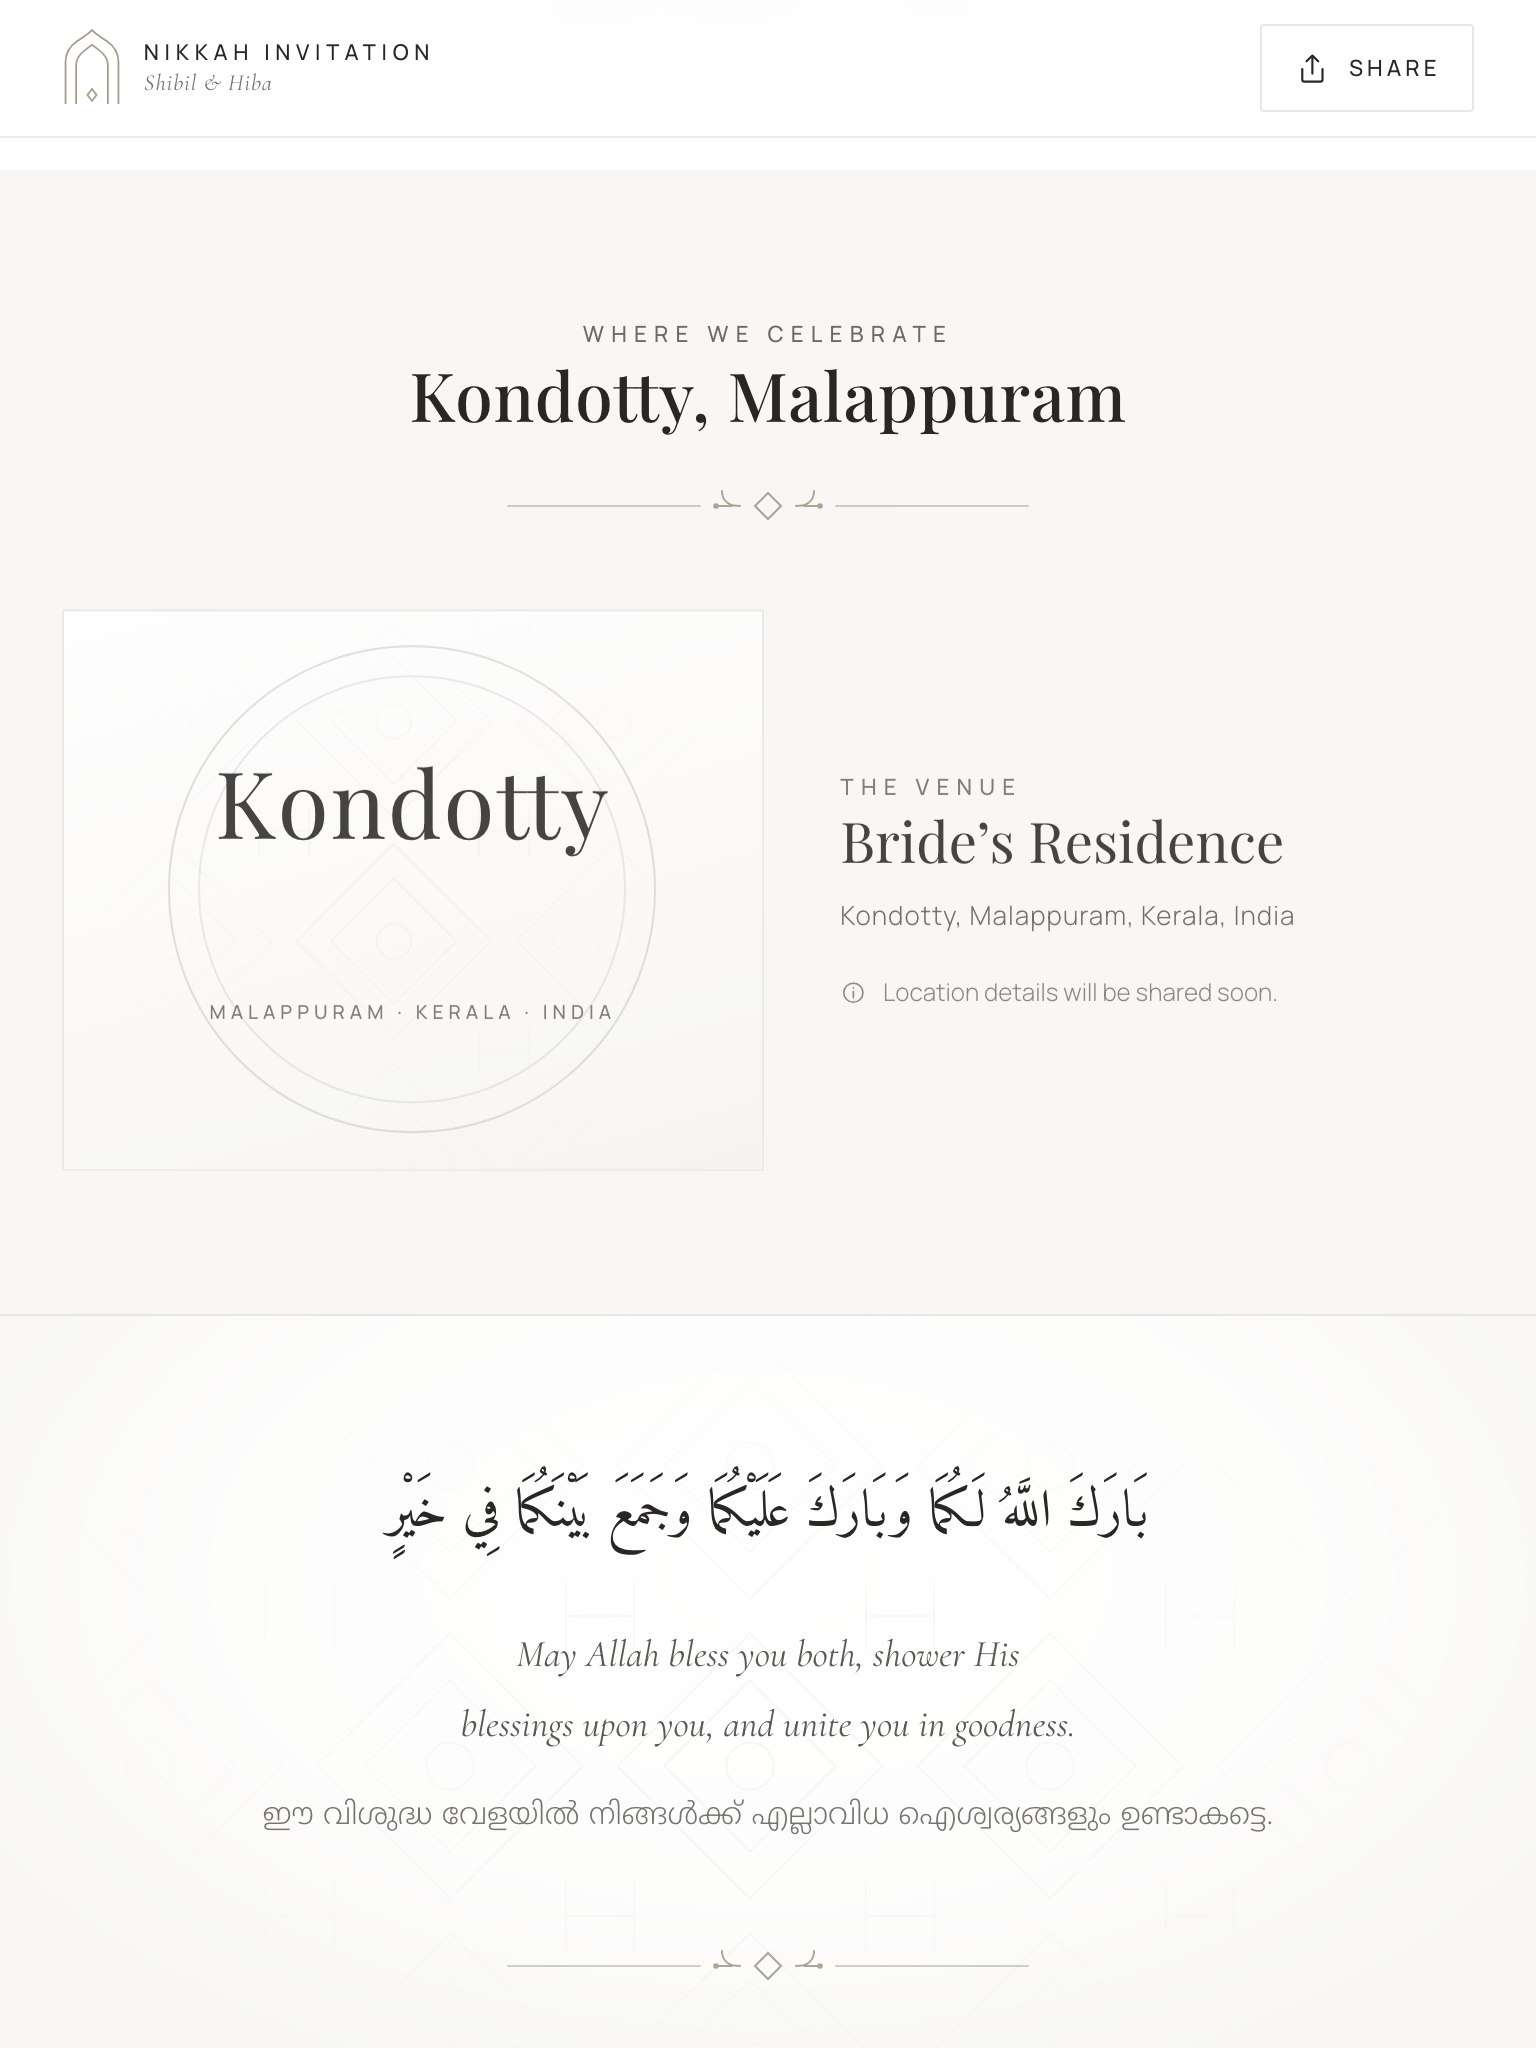 NIKKAH INVITATION
Shibil & Hiba
SHARE
WHERE WE CELEBRATE
Kondotty, Malappuram
Kondotty
MALAPPURAM · KERALA · INDIA
THE VENUE
Bride’s Residence
Kondotty, Malappuram, Kerala, India
Location details will be shared soon.
بَارَكَ اللَّهُ لَكُمَا وَبَارَكَ عَلَيْكُمَا وَجَمَعَ بَيْنَكُمَا فِي خَيْرٍ
May Allah bless you both, shower His
blessings upon you, and unite you in goodness.
ഈ വിശുദ്ധ വേളയിൽ നിങ്ങൾക്ക് എല്ലാവിധ ഐശ്വര്യങ്ങളും ഉണ്ടാകട്ടെ.